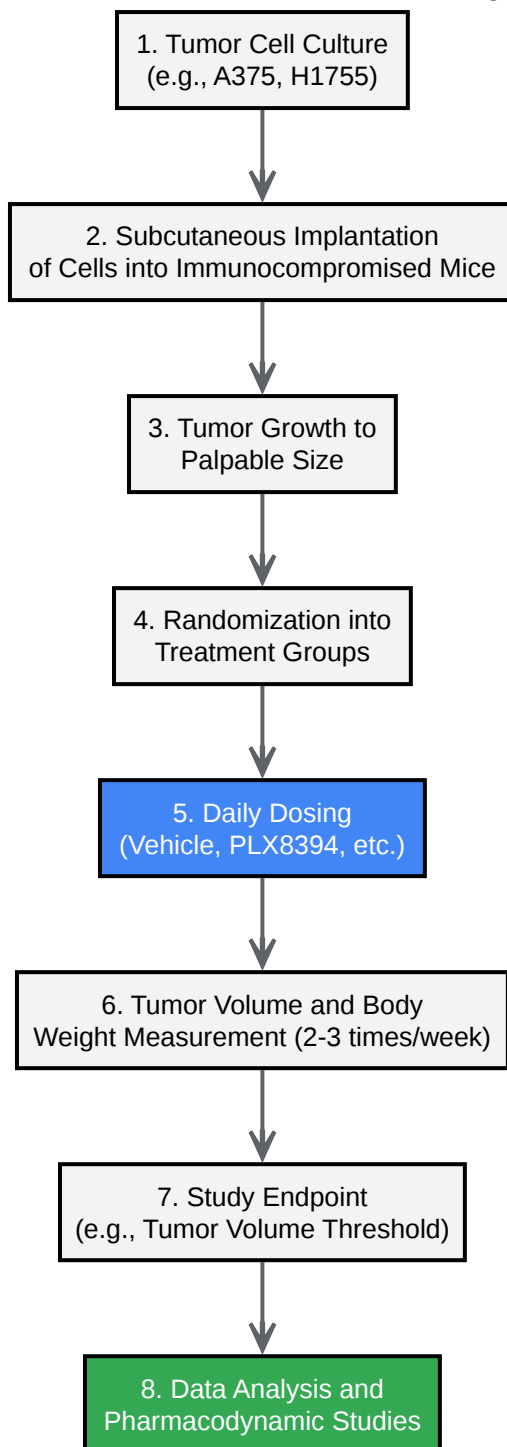 1. Tumor Cell Culture
(e.g., A375, H1755)
2. Subcutaneous Implantation
of Cells into Immunocompromised Mice
3. Tumor Growth to
Palpable Size
4. Randomization into
Treatment Groups
5. Daily Dosing
(Vehicle, PLX8394, etc.)
6. Tumor Volume and Body
Weight Measurement (2-3 times/week)
7. Study Endpoint
(e.g., Tumor Volume Threshold)
8. Data Analysis and
Pharmacodynamic Studies